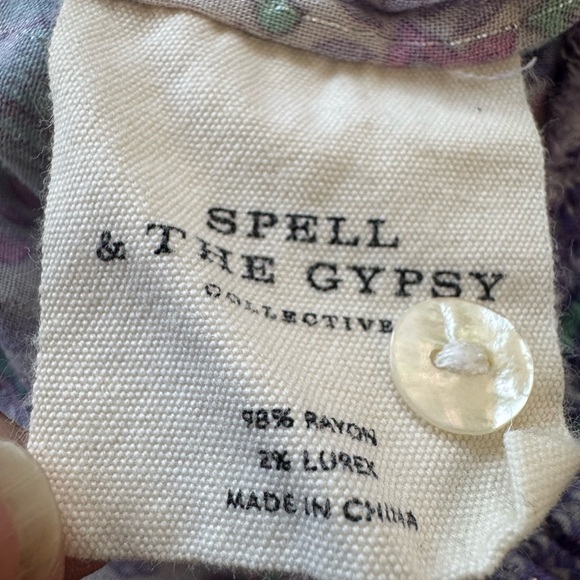 SPELL
& THE GYPSY
COLLECTIVE
98% RAYON
2% LUREX
MADE IN CHINA